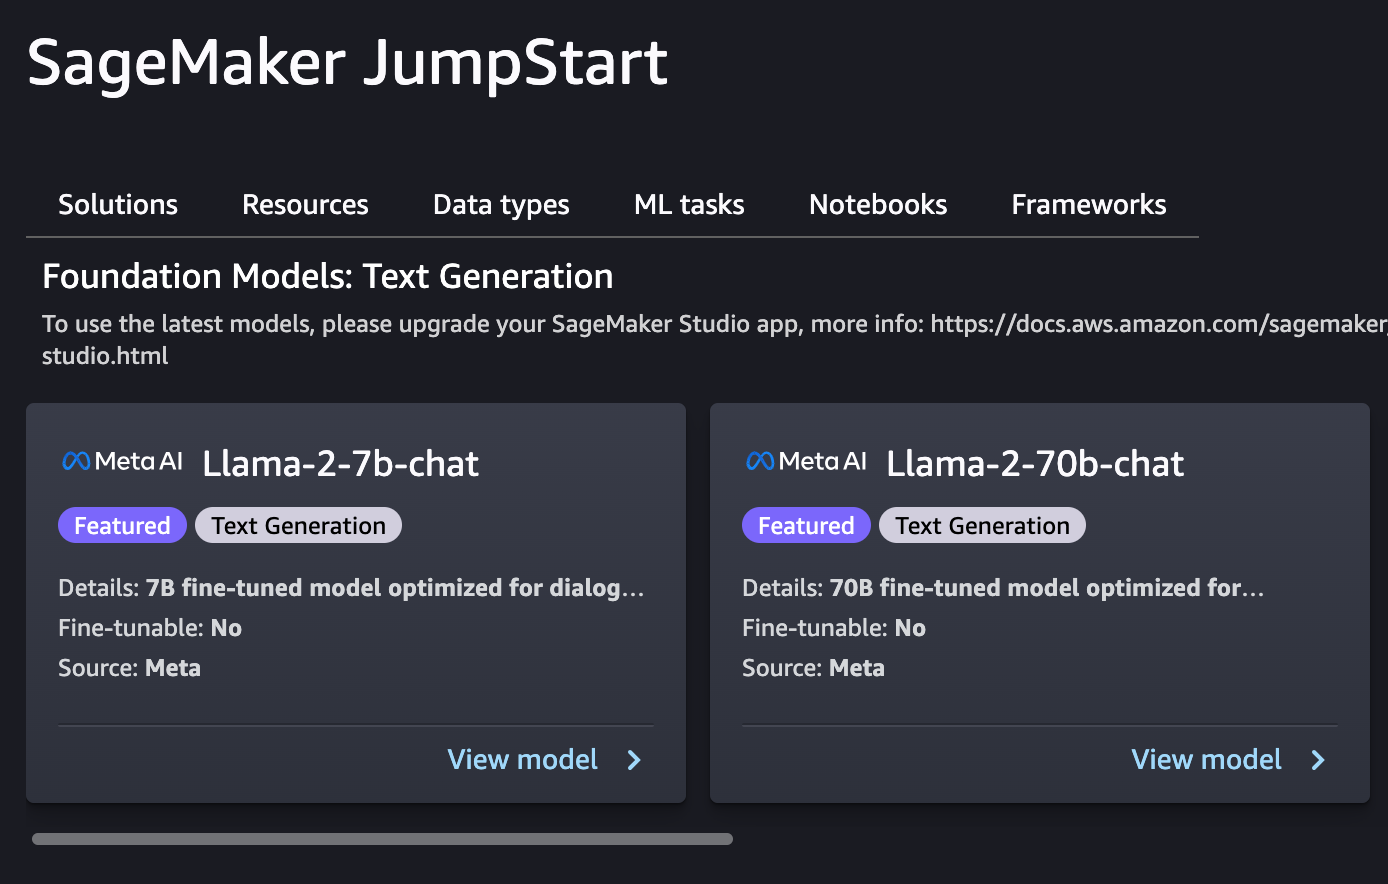 SageMaker JumpStart
Solutions Resources Data types ML tasks Notebooks Frameworks
Foundation Models: Text Generation
To use the latest models, please upgrade your SageMaker Studio app, more info: https://docs.aws.amazon.com/sagemaker/
studio.html
Meta AI Llama-2-7b-chat
Featured Text Generation
Details: 7B fine-tuned model optimized for dialog...
Fine-tunable: No
Source: Meta
View model
Meta AI Llama-2-70b-chat
Featured Text Generation
Details: 70B fine-tuned model optimized for...
Fine-tunable: No
Source: Meta
View model